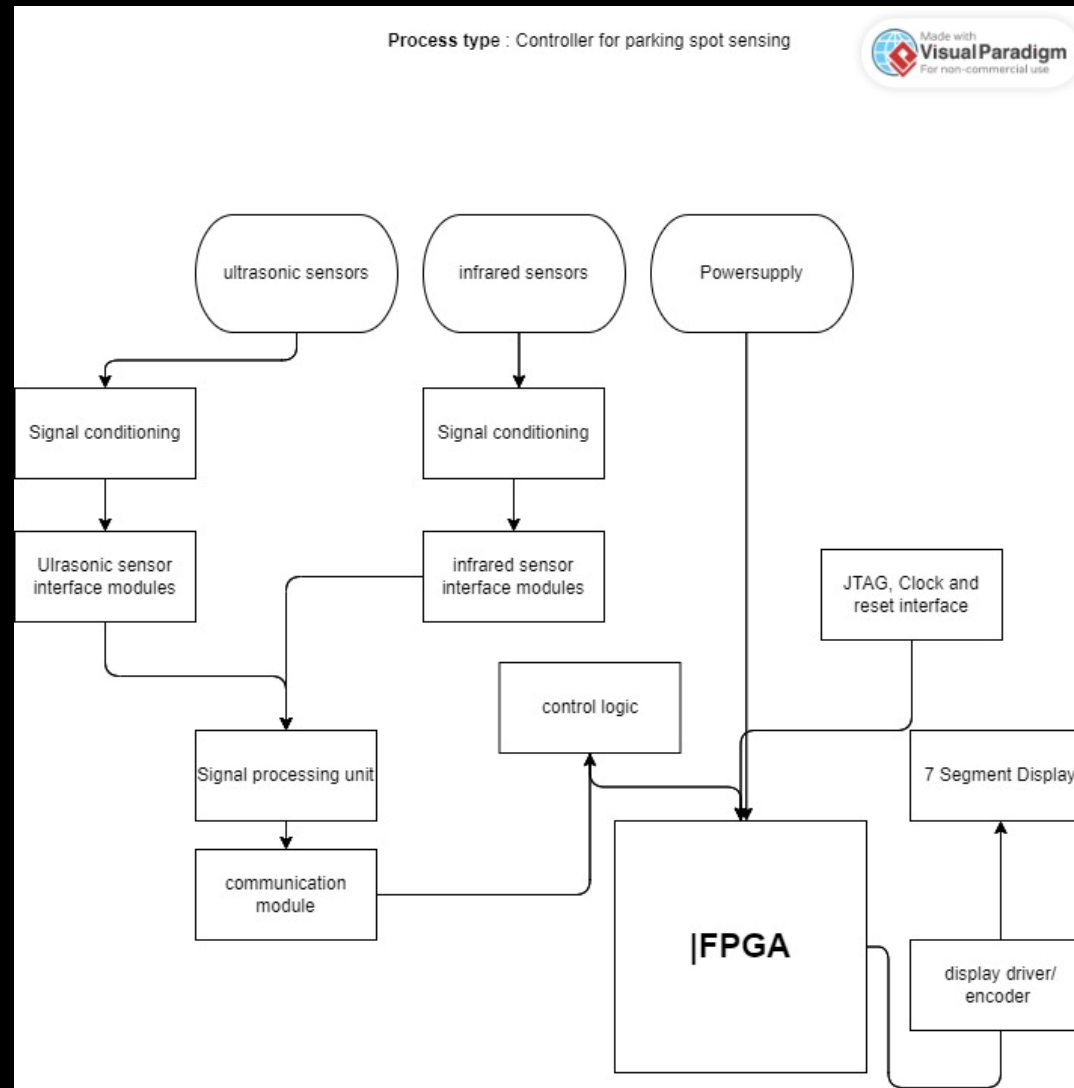 Process type : Controller for parking spot sensing
Made with
Visual Paradigm
For non-commercial use
ultrasonic sensors
infrared sensors
Powersupply
Signal conditioning
Signal conditioning
Ulrasonic sensor
interface modules
infrared sensor
interface modules
JTAG, Clock and
reset interface
control logic
Signal processing unit
7 Segment Display
communication
module
|FPGA
display driver/
encoder